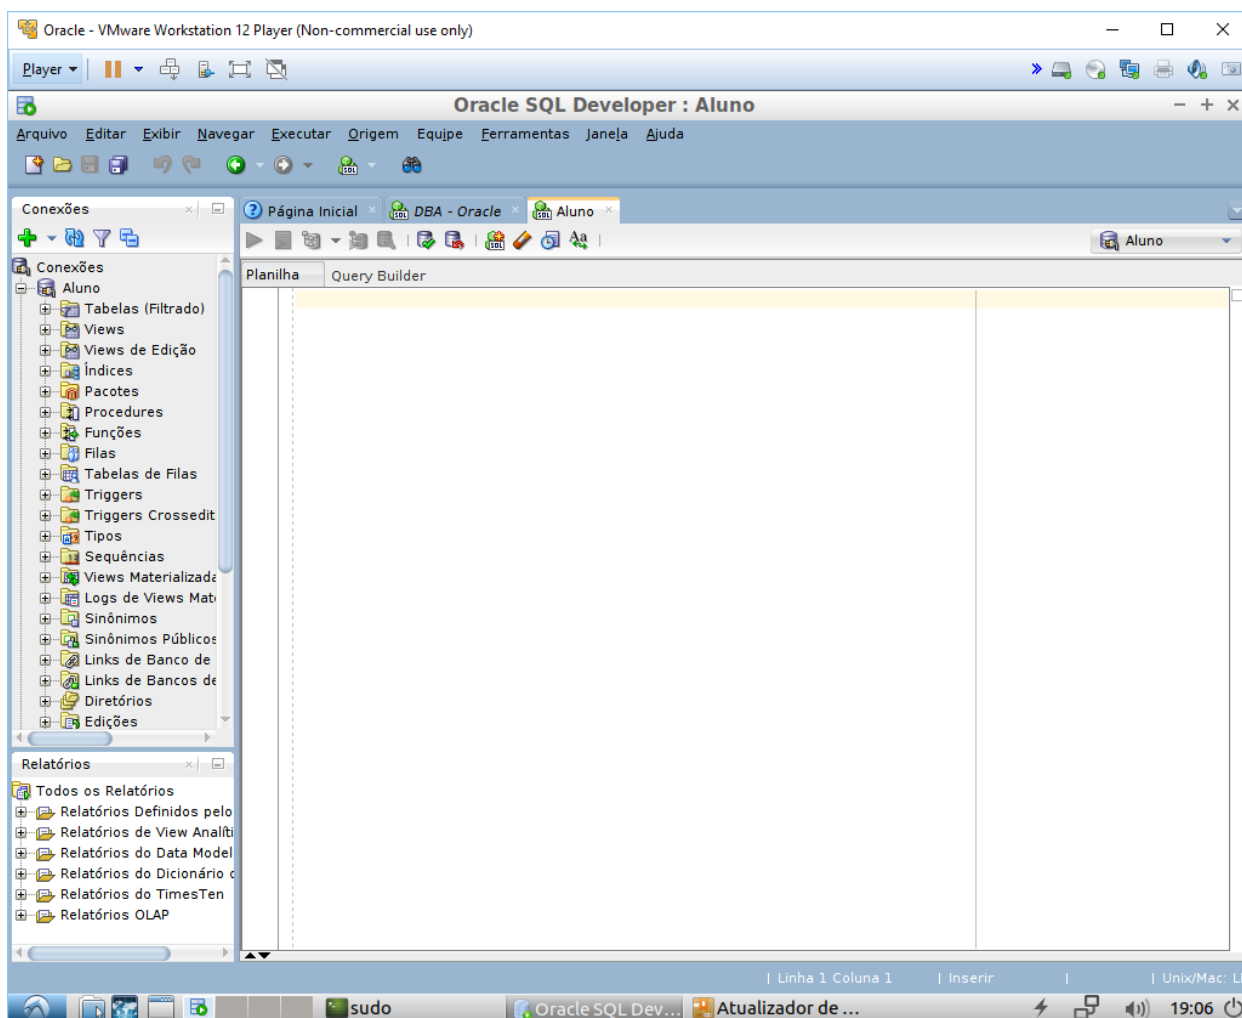 Oracle - VMware Workstation 12 Player (Non-commercial use only)
Player
Oracle SQL Developer : Aluno
Arquivo Editar Exibir Navegar Executar Origem Equipe Ferramentas Janela Ajuda
Conexões
Página Inicial DBA - Oracle Aluno
Aluno
Planilha Query Builder
Conexões
Aluno
Tabelas (Filtrado)
Views
Views de Edição
Índices
Pacotes
Procedures
Funções
Filas
Tabelas de Filas
Triggers
Triggers Crossedit
Tipos
Sequências
Views Materializada
Logs de Views Mat
Sinônimos
Sinônimos Públicos
Links de Banco de
Links de Bancos de
Diretórios
Edições
Relatórios
Todos os Relatórios
Relatórios Definidos pelo
Relatórios de View Analíti
Relatórios do Data Model
Relatórios do Dicionário
Relatórios do TimesTen
Relatórios OLAP
| Linha 1 Coluna 1 | Inserir | | Unix/Mac:
sudo Oracle SQL Dev... Atualizador de ... 19:06